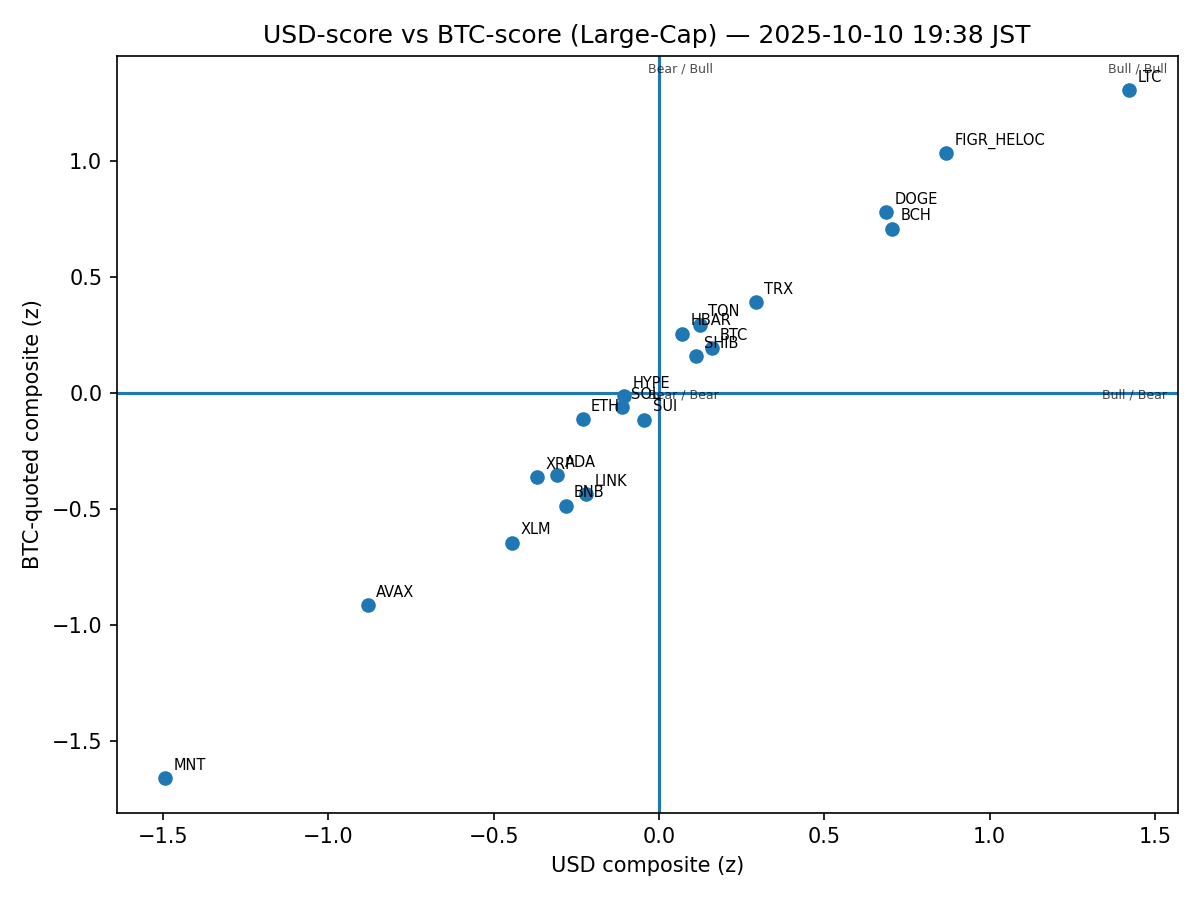 USD-score vs BTC-score (Large-Cap) — 2025-10-10 19:38 JST
Bear / Bull
Bull / Bull
LTC
FIGR_HELOC
1.0
DOGE
BCH
0.5
TRX
TON
HBAR
BTC
SHIB
HYPE
0.0
SOL
Bear / Bear
Bull / Bear
ETH
SUI
XRP
ADA
LINK
BNB
−0.5
XLM
AVAX
−1.0
−1.5
MNT
BTC-quoted composite (z)
−1.5
−1.0
−0.5
0.0
0.5
1.0
1.5
USD composite (z)